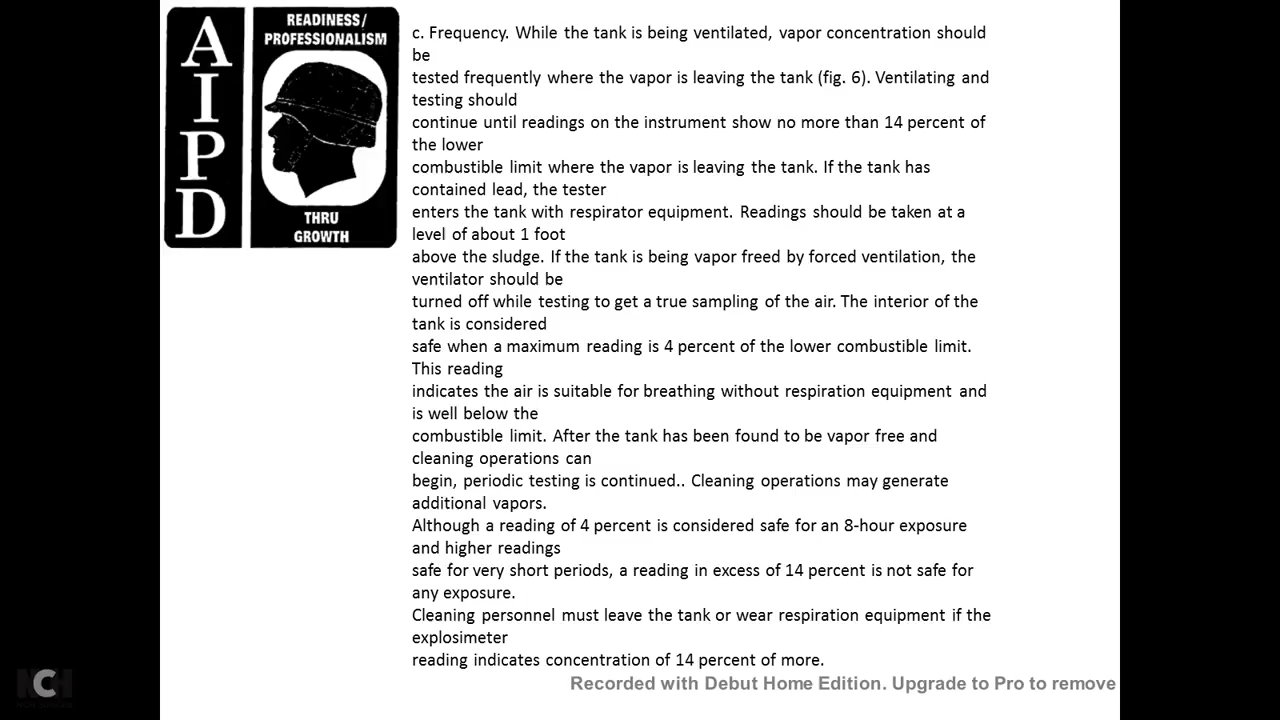 A
I
P
D
READINESS/
PROFESSIONALISM
THRU
GROWTH
c. Frequency. While the tank is being ventilated, vapor concentration should
be
tested frequently where the vapor is leaving the tank (fig. 6). Ventilating and
testing should
continue until readings on the instrument show no more than 14 percent of
the lower
combustible limit where the vapor is leaving the tank. If the tank has
contained lead, the tester
enters the tank with respirator equipment. Readings should be taken at a
level of about 1 foot
above the sludge. If the tank is being vapor freed by forced ventilation, the
ventilator should be
turned off while testing to get a true sampling of the air. The interior of the
tank is considered
safe when a maximum reading is 4 percent of the lower combustible limit.
This reading
indicates the air is suitable for breathing without respiration equipment and
is well below the
combustible limit. After the tank has been found to be vapor free and
cleaning operations can
begin, periodic testing is continued.. Cleaning operations may generate
additional vapors.
Although a reading of 4 percent is considered safe for an 8-hour exposure
and higher readings
safe for very short periods, a reading in excess of 14 percent is not safe for
any exposure.
Cleaning personnel must leave the tank or wear respiration equipment if the
explosimeter
reading indicates concentration of 14 percent of more.
Recorded with Debut Home Edition. Upgrade to Pro to remove
NCH